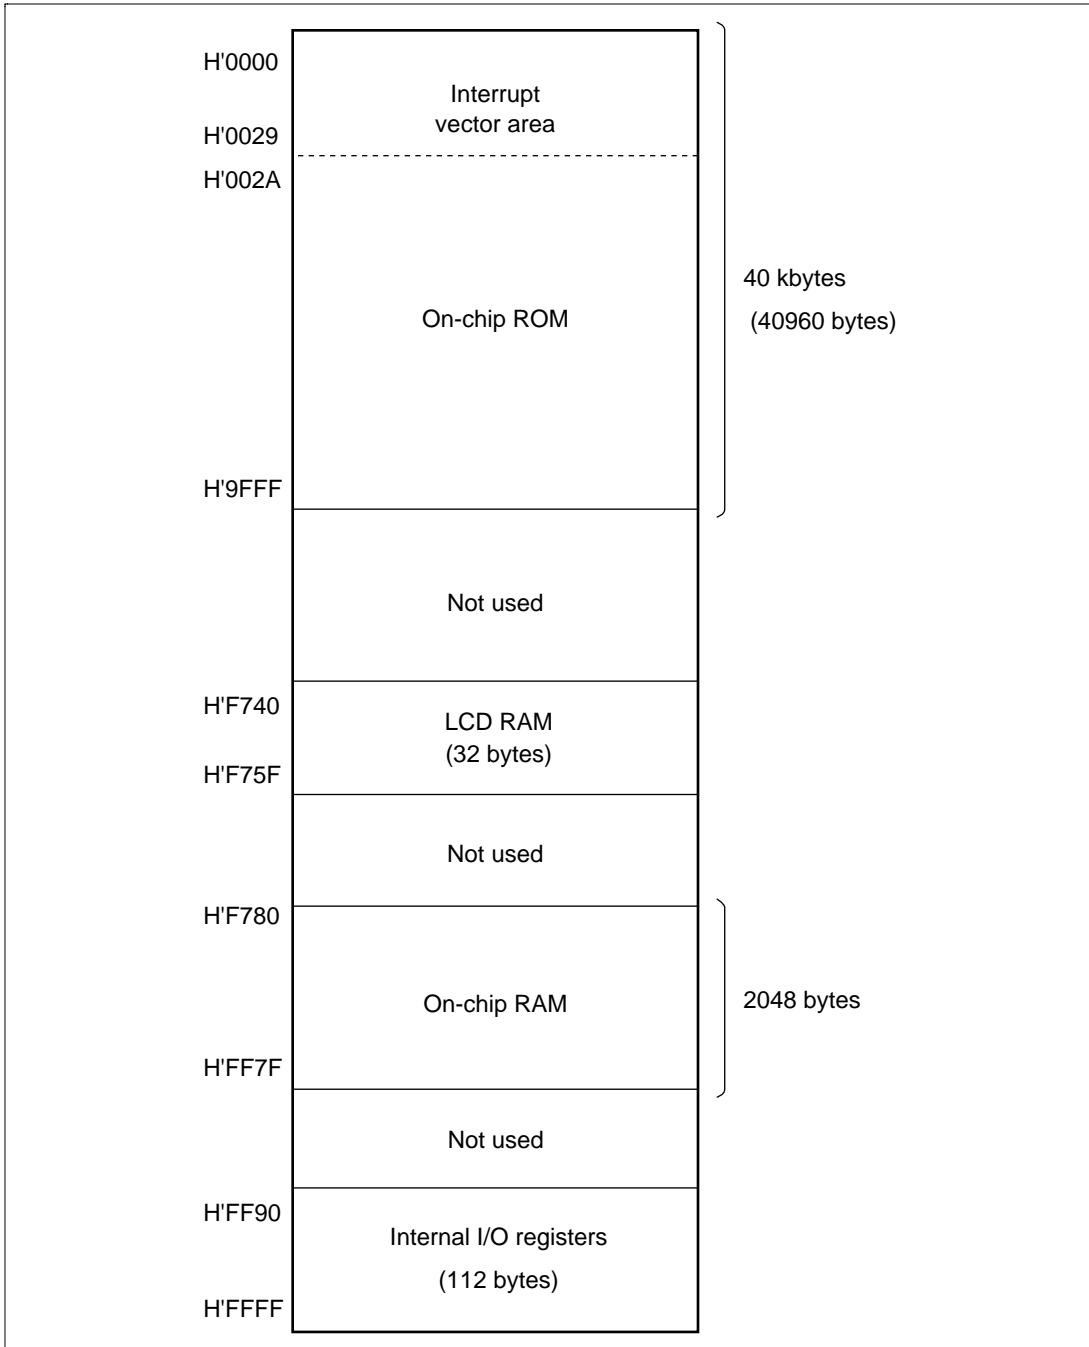 H'0000
Interrupt
vector area
H'0029
H'002A
40 kbytes
(40960 bytes)
On-chip ROM
H'9FFF
Not used
H'F740
LCD RAM
(32 bytes)
H'F75F
Not used
H'F780
On-chip RAM
2048 bytes
H'FF7F
Not used
H'FF90
Internal I/O registers
(112 bytes)
H'FFFF